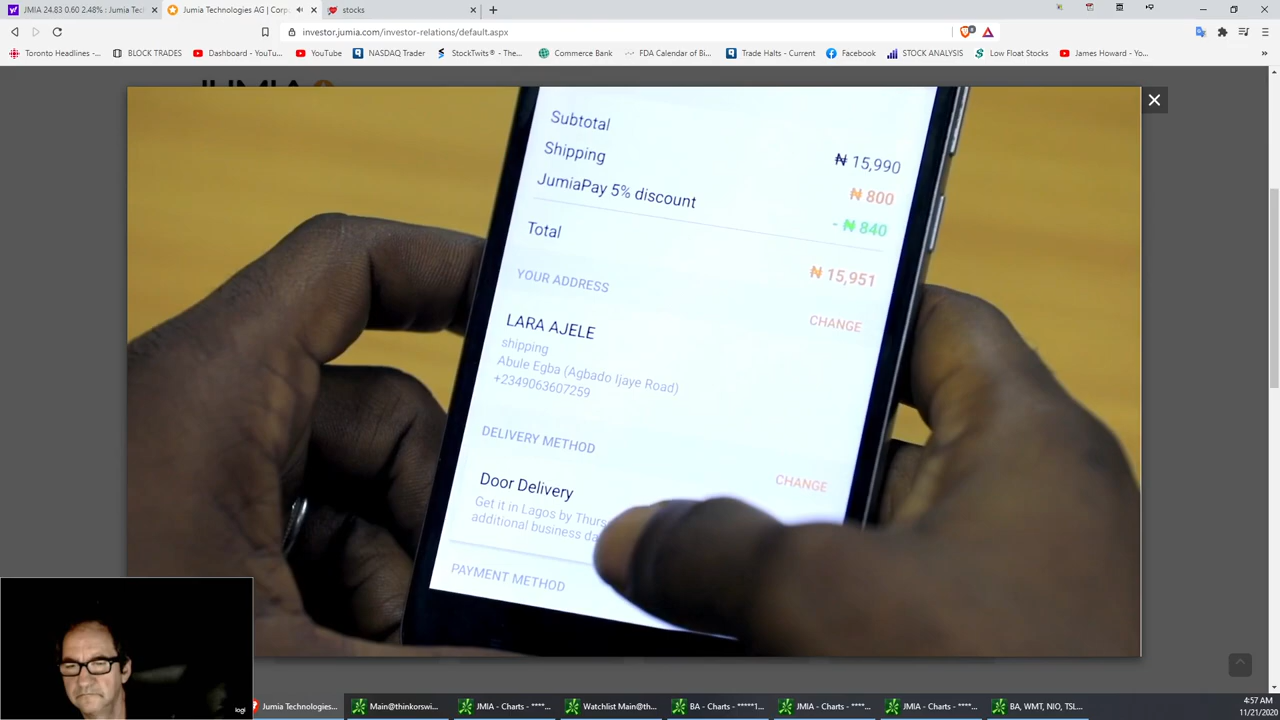 JMIA 24.83 0.60 2.48% : Jumia Tech
Jumia Technologies AG | Corp
stocks
investor.jumia.com/investor-relations/default.aspx
Toronto Headlines -... BLOCK TRADES Dashboard - YouTu... YouTube NASDAQ Trader StockTwits - The... Commerce Bank FDA Calendar of Bi... Trade Halts - Current Facebook STOCK ANALYSIS Low Float Stocks James Howard - Yo...
JUMIA
Subtotal ₦ 15,990
Shipping ₦ 800
JumiaPay 5% discount - ₦ 840
Total ₦ 15,951
YOUR ADDRESS CHANGE
LARA AJELE
shipping
Abule Egba (Agbado Ijaye Road)
+2349063607259
DELIVERY METHOD CHANGE
Door Delivery
Get it in Lagos by
additional business
PAYMENT METHOD
logi
Jumia Technologies... Main@thinkorswi... JMIA - Charts - ****... Watchlist Main@th... BA - Charts - *****1... JMIA - Charts - ****... JMIA - Charts - ****... BA, WMT, NIO, TSL...
4:57 AM
11/21/2020